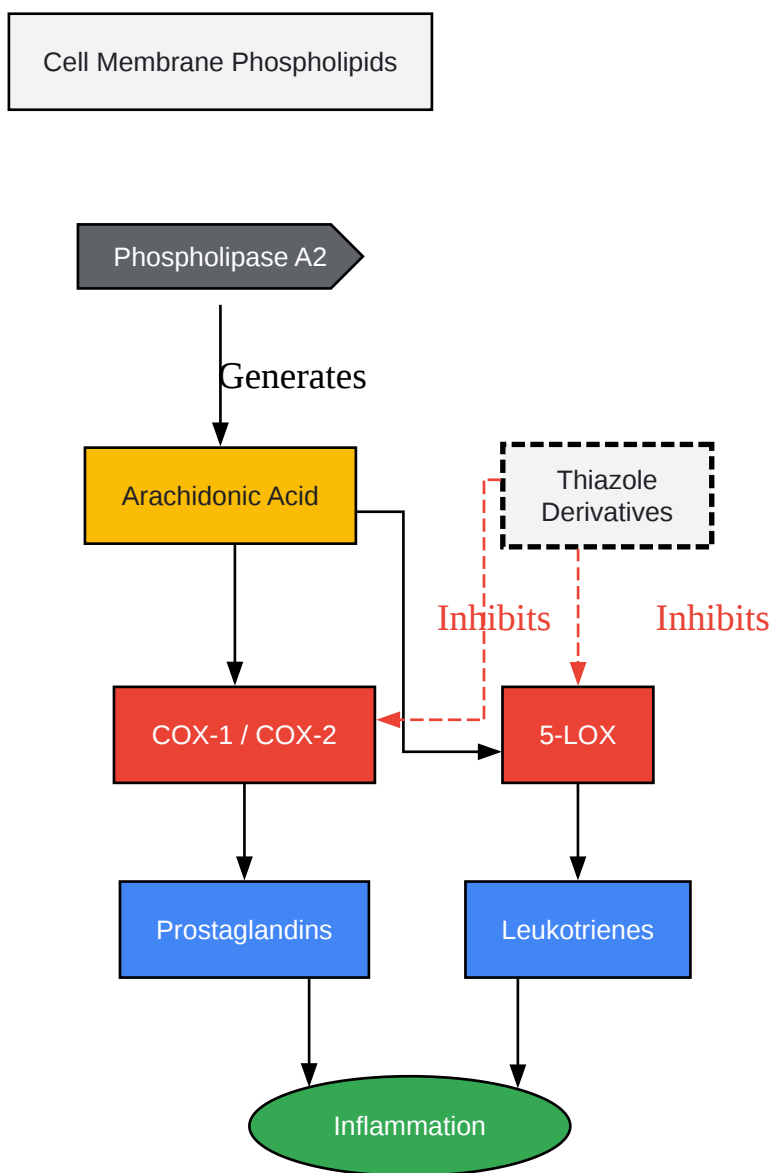 Cell Membrane Phospholipids
Phospholipase A2
Generates
Arachidonic Acid
Thiazole
Derivatives
Inhibits
Inhibits
COX-1 / COX-2
5-LOX
Prostaglandins
Leukotrienes
Inflammation